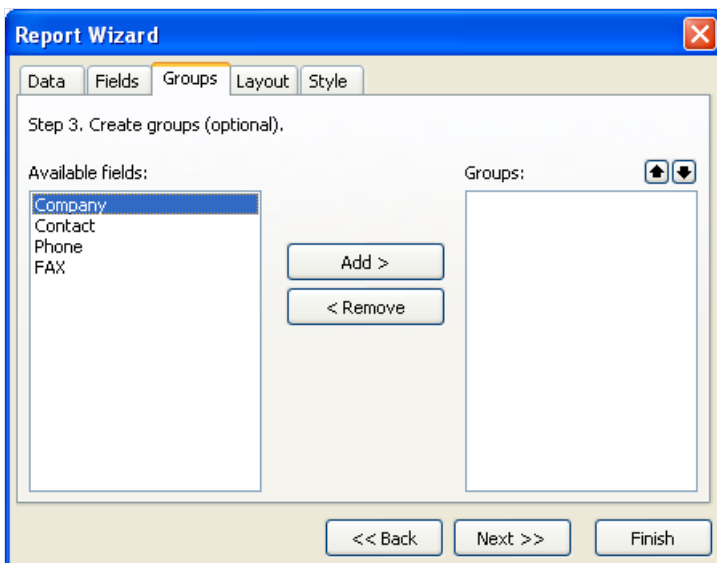 Report Wizard
Data Fields Groups Layout Style
Step 3. Create groups (optional).
Available fields: Groups:
Company
Contact
Phone
FAX
Add >
< Remove
<< Back Next >> Finish